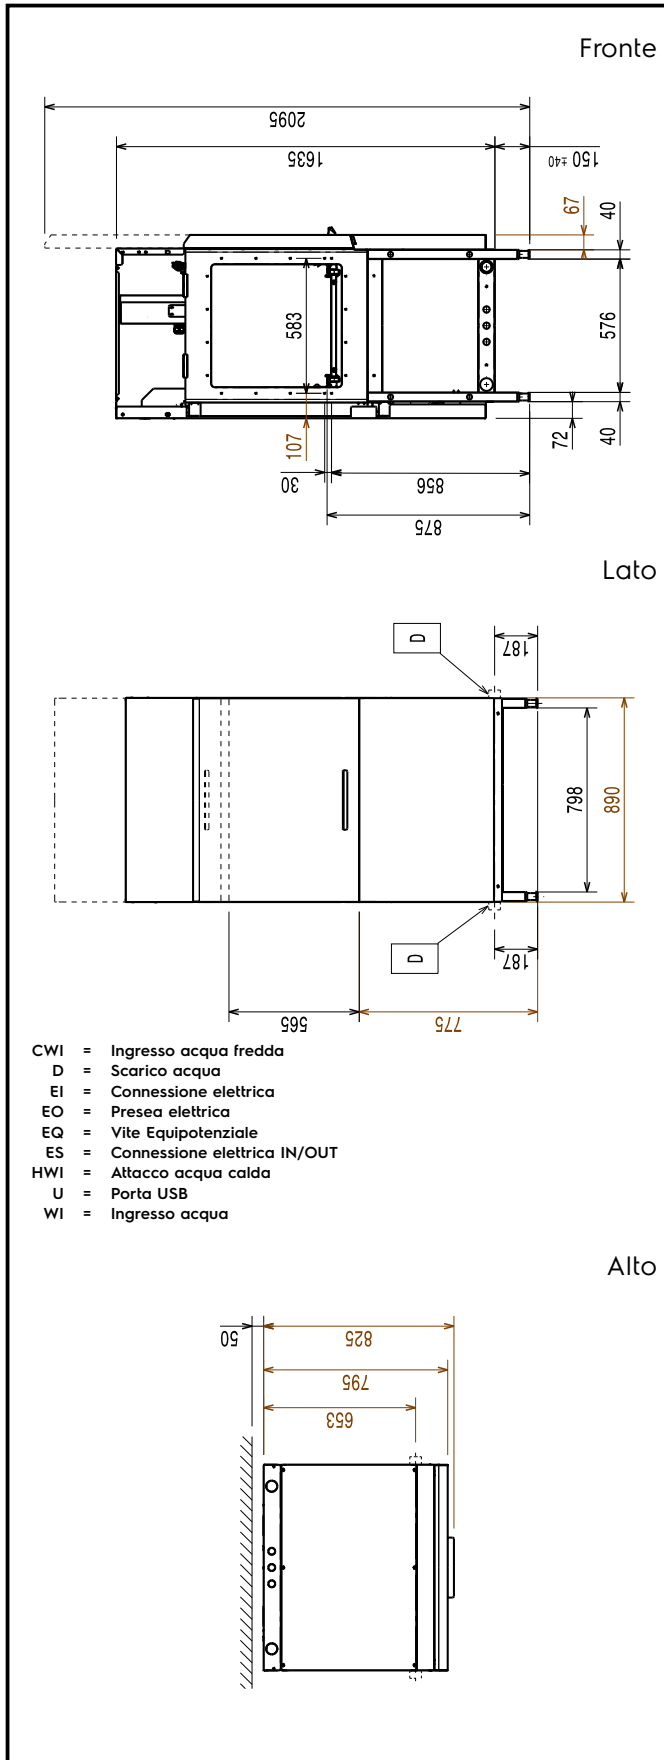 Fronte
2095
1635
150 ±40
67
40
583
576
107
72
40
30
856
875
Lato
D
187
798
890
D
187
565
775
CWI = Ingresso acqua fredda
D = Scarico acqua
EI = Connessione elettrica
EO = Presea elettrica
EQ = Vite Equipotenziale
ES = Connessione elettrica IN/OUT
HWI = Attacco acqua calda
U = Porta USB
WI = Ingresso acqua
Alto
50
825
795
653